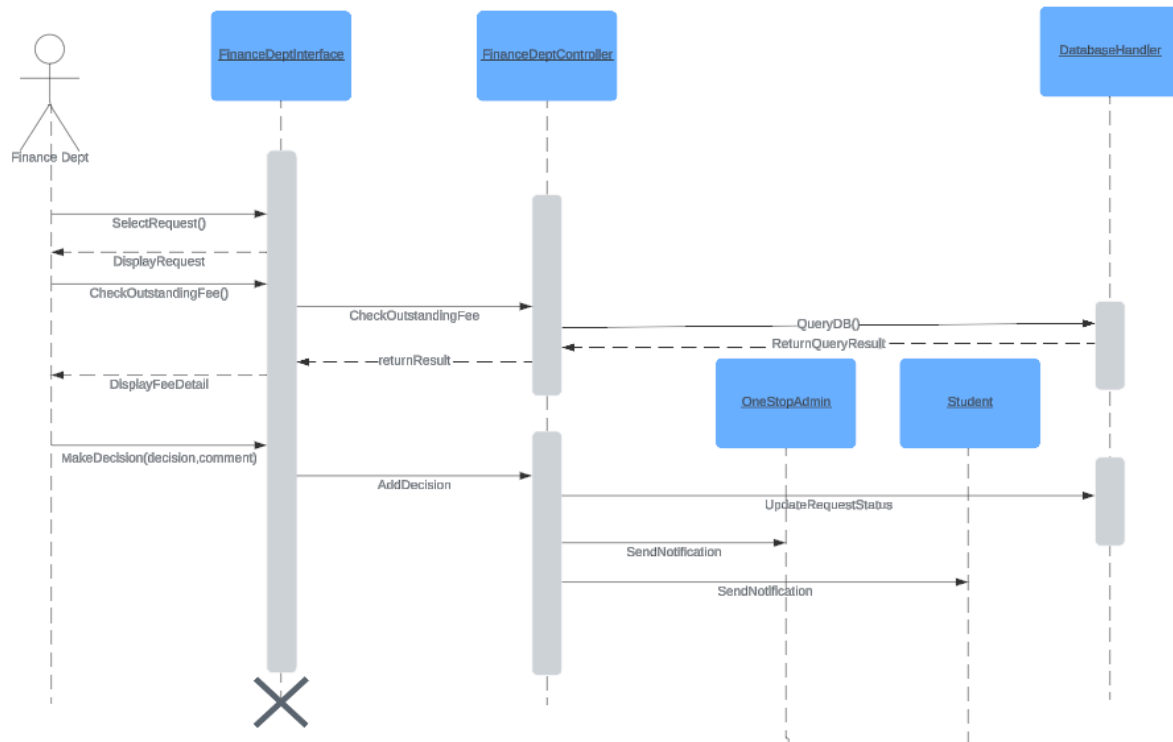 FinanceDeptInterface
FinanceDeptController
DatabaseHandler
Finance Dept
SelectRequest()
DisplayRequest
CheckOutstandingFee()
CheckOutstandingFee
QueryDB()
ReturnQueryResult
returnResult
DisplayFeeDetail
OneStopAdmin
Student
MakeDecision(decision,comment)
AddDecision
UpdateRequestStatus
SendNotification
SendNotification